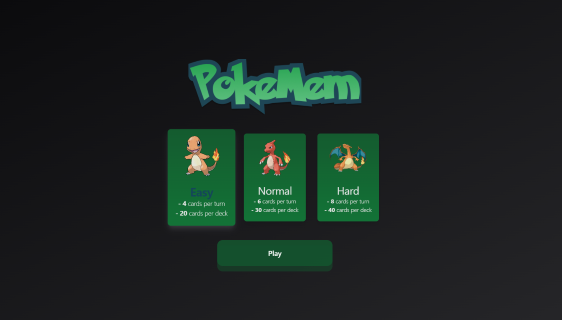 PokeMem
Easy
- 4 cards per turn
- 20 cards per deck
Normal
- 6 cards per turn
- 30 cards per deck
Hard
- 8 cards per turn
- 40 cards per deck
Play